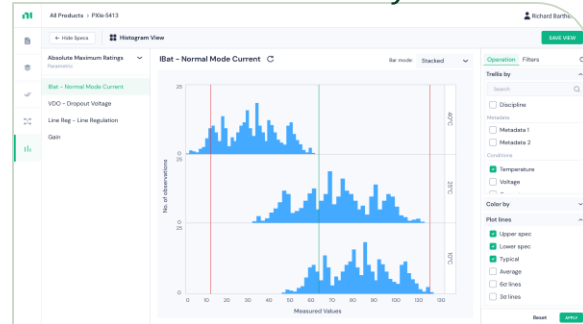 All Products > PXIe-5413
Richard Barth
← Hide Specs
Histogram View
SAVE VIEW
Absolute Maximum Ratings
Parametric
IBat - Normal Mode Current
VDO - Dropout Voltage
Line Reg - Line Regulation
Gain
IBat - Normal Mode Current
Bar mode
Stacked
No. of observations
25
0
25
0
25
0
40°C
25°C
10°C
0 10 20 30 40 50 60 70 80 90 100 110 120 130
Measured Values
Operation
Filters
Trellis by
Search
Discipline
Metadata
Metadata 1
Metadata 2
Conditions
Temperature
Voltage
Color by
Plot lines
Upper spec
Lower spec
Typical
Average
6σ lines
3σ lines
Reset
APPLY